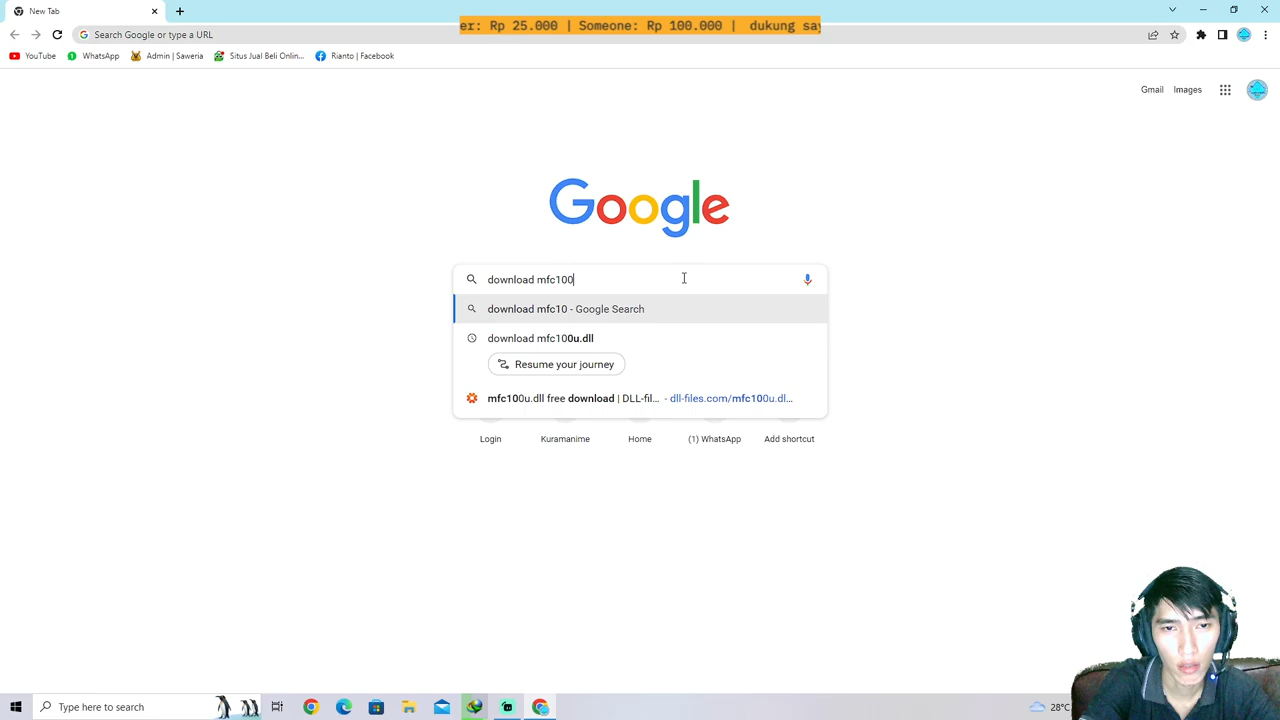 New Tab
er: Rp 25.000 | Someone: Rp 100.000 | dukung say
Search Google or type a URL
YouTube
WhatsApp
Admin | Saweria
Situs Jual Beli Onlin...
Rianto | Facebook
Gmail
Images
Google
download mfc100
download mfc10 - Google Search
download mfc100u.dll
Resume your journey
mfc100u.dll free download | DLL-fil... - dll-files.com/mfc100u.dl...
Login
Kuramanime
Home
(1) WhatsApp
Add shortcut
Type here to search
28°C